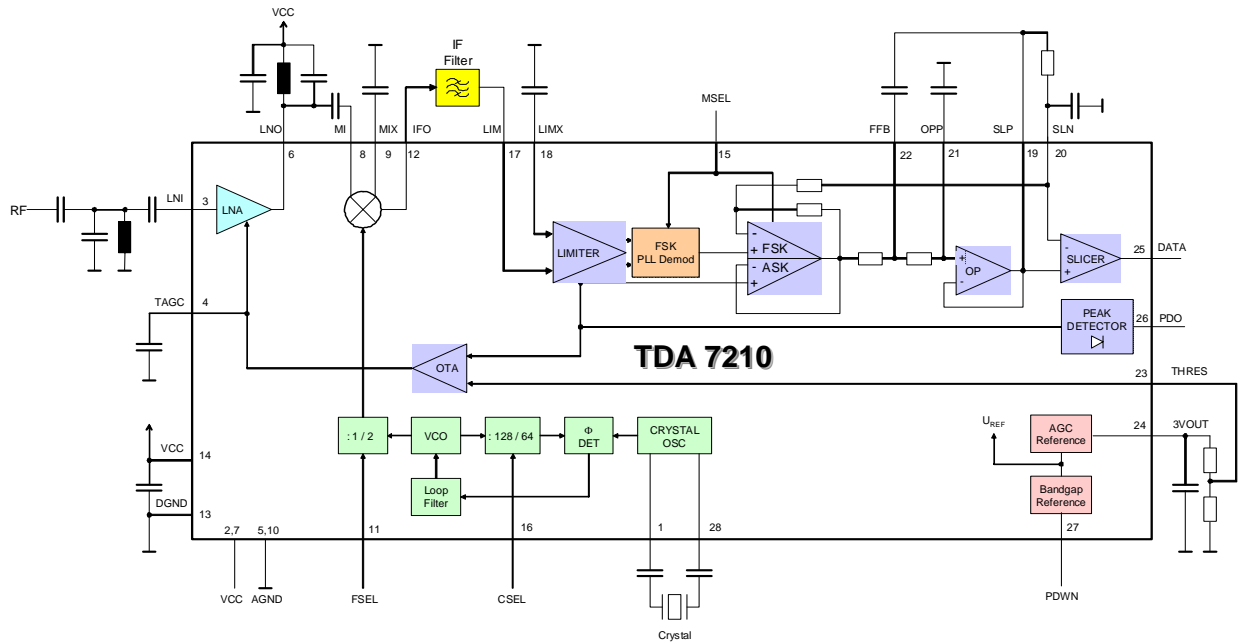 VCC
IF
Filter
MSEL
LNO
MI
MIX
IFO
LIM
LIMX
FFB
OPP
SLP
SLN
6
8
9
12
17
18
15
22
21
19
20
RF
LNI
3
LNA
LIMITER
FSK
PLL Demod
-
+ FSK
- ASK
+
+
-
OP
-
+
SLICER
25
DATA
TAGC
4
PEAK
DETECTOR
26
PDO
OTA
TDA 7210
23
THRES
: 1 / 2
VCO
: 128 / 64
Φ
DET
CRYSTAL
OSC
UREF
AGC
Reference
24
3VOUT
VCC
14
Loop
Filter
Bandgap
Reference
DGND
13
2,7
5,10
11
16
1
28
27
VCC
AGND
FSEL
CSEL
PDWN
Crystal